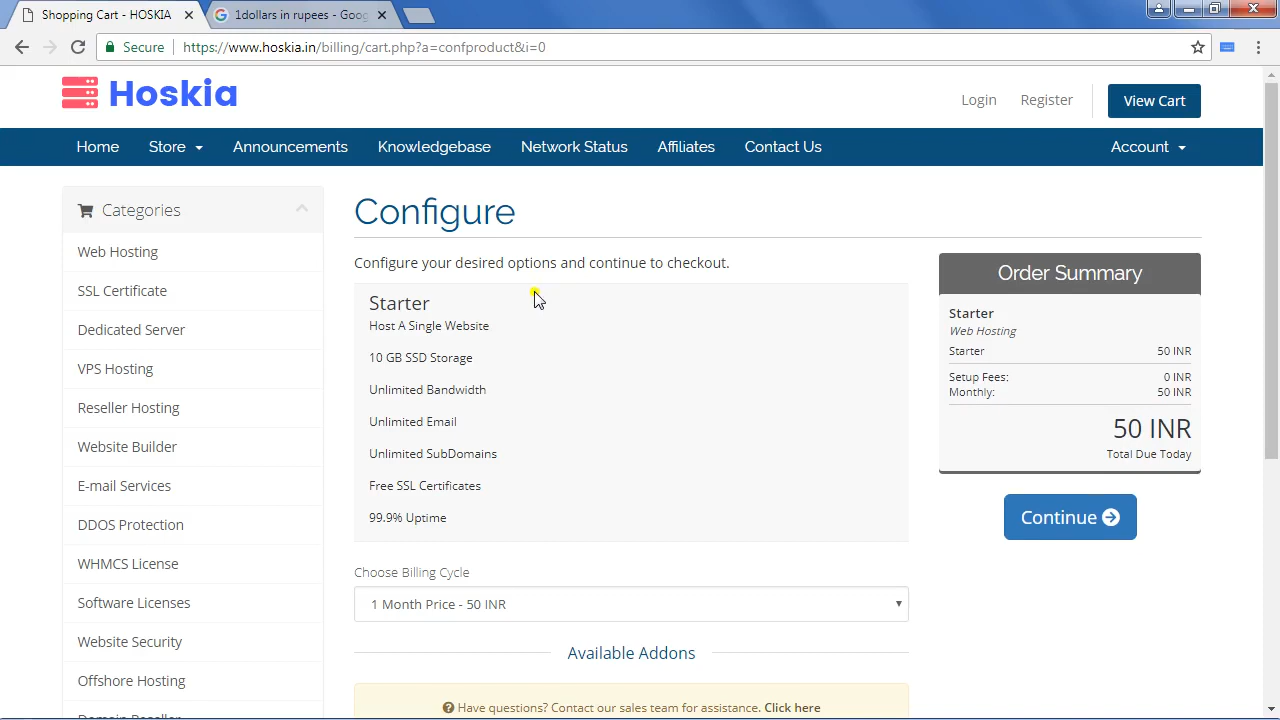 Shopping Cart - HOSKIA
1dollars in rupees - Goog
Secure
https://www.hoskia.in/billing/cart.php?a=confproduct&i=0
Hoskia
Login
Register
View Cart
Home
Store
Announcements
Knowledgebase
Network Status
Affiliates
Contact Us
Account
Categories
Web Hosting
SSL Certificate
Dedicated Server
VPS Hosting
Reseller Hosting
Website Builder
E-mail Services
DDOS Protection
WHMCS License
Software Licenses
Website Security
Offshore Hosting
Domain Reseller
Configure
Configure your desired options and continue to checkout.
Starter
Host A Single Website
10 GB SSD Storage
Unlimited Bandwidth
Unlimited Email
Unlimited SubDomains
Free SSL Certificates
99.9% Uptime
Choose Billing Cycle
1 Month Price - 50 INR
Available Addons
Have questions? Contact our sales team for assistance. Click here
Order Summary
Starter
Web Hosting
Starter 50 INR
Setup Fees: 0 INR
Monthly: 50 INR
50 INR
Total Due Today
Continue